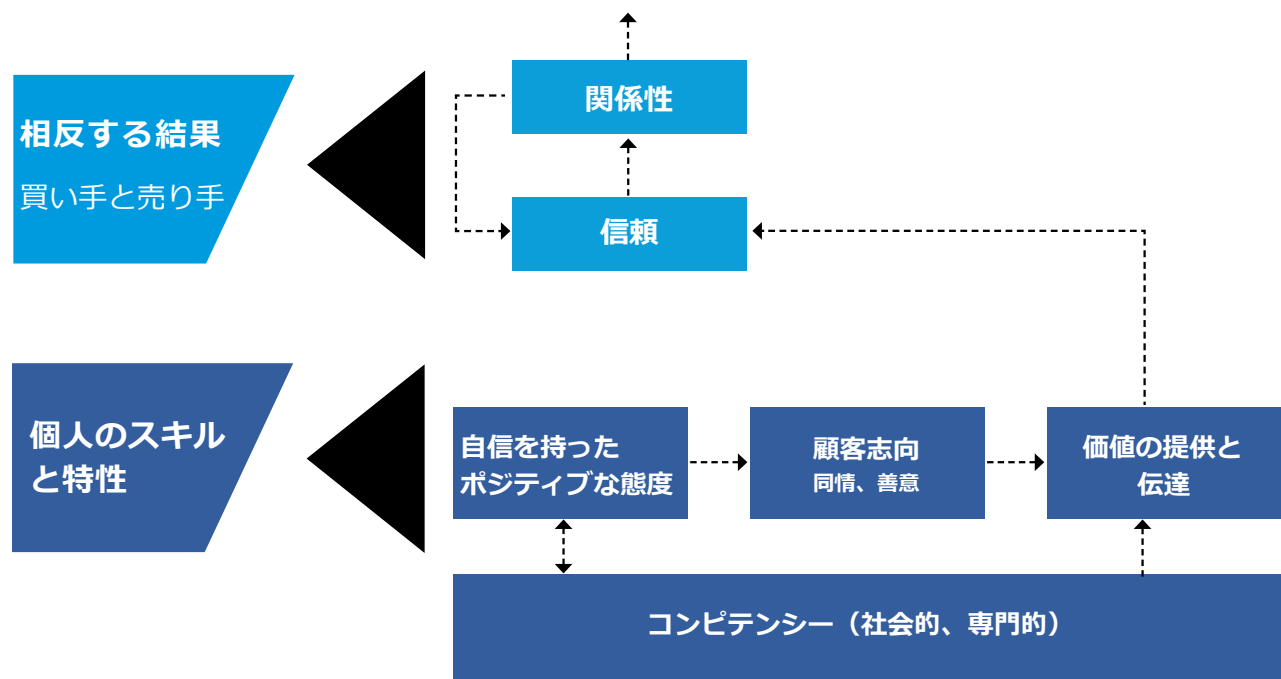 関係性
相反する結果
買い手と売り手
信頼
個人のスキル
と特性
自信を持った
ポジティブな態度
顧客志向
同情、善意
価値の提供と
伝達
コンピテンシー（社会的、専門的）